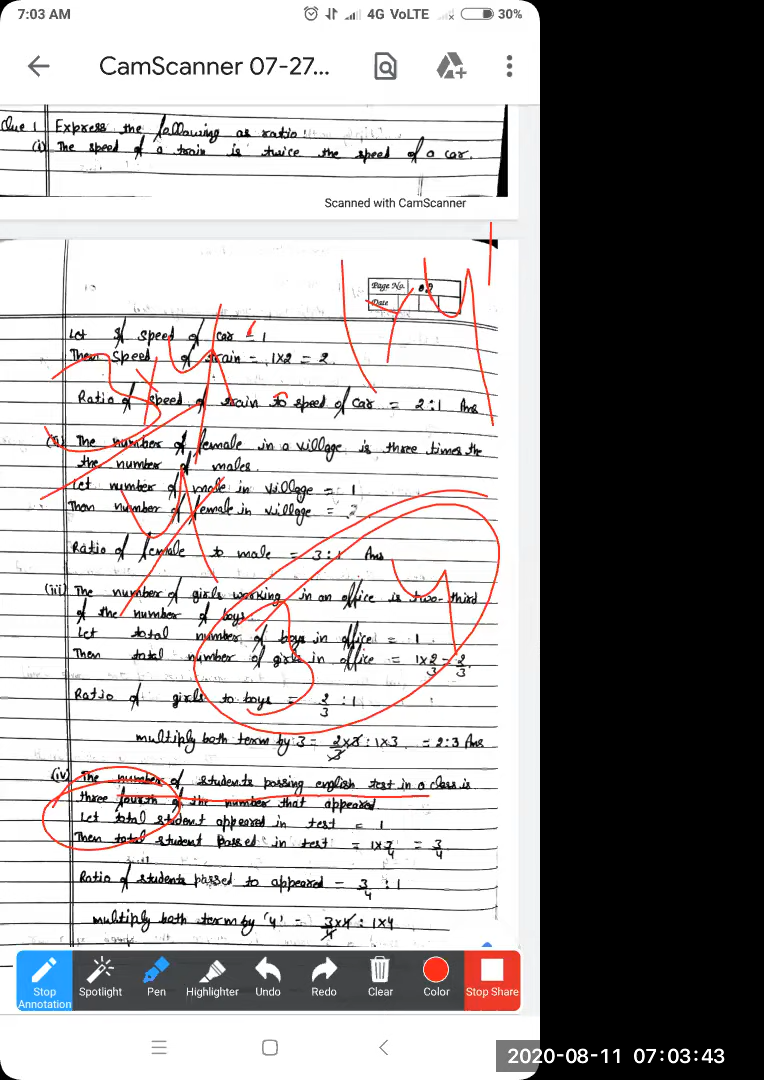 7:03 AM
4G VoLTE
30%
CamScanner 07-27...
Que 1 Express the following as ratio:
(i) The speed of a train is twice the speed of a car.
Scanned with CamScanner
Page No. 02
Date
Let speed of car = 1
Then speed of train = 1x2 = 2
Ratio of speed of train to speed of car = 2:1 Ans
(ii) The number of female in a village is three times the
the number of males.
Let number of male in village = 1
Then number of female in village = 3
Ratio of female to male = 3:1 Ans
(iii) The number of girls working in an office is two-third
of the number of boys.
Let total number of boys in office = 1
Then total number of girls in office = 1x2/3 = 2/3
Ratio of girls to boys = 2/3 : 1
multiply both term by 3 = 2/3x3 : 1x3 = 2:3 Ans
(iv) The number of students passing english test in a class is
three fourth of the number that appeared
Let total student appeared in test = 1
Then total student passed in test = 1x3/4 = 3/4
Ratio of students passed to appeared = 3/4 : 1
multiply both term by '4' = 3/4x4 : 1x4
Stop Annotation
Spotlight
Pen
Highlighter
Undo
Redo
Clear
Color
Stop Share
2020-08-11 07:03:43